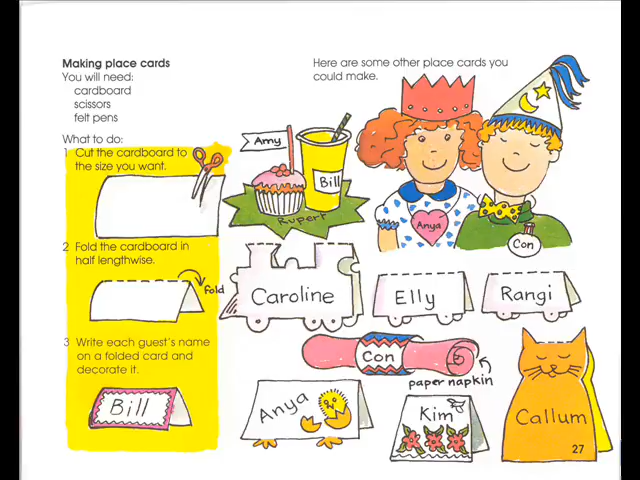 Making place cards
You will need:
cardboard
scissors
felt pens
What to do:
1 Cut the cardboard to
the size you want.
2 Fold the cardboard in
half lengthwise.
Fold
3 Write each guest's name
on a folded card and
decorate it.
Bill
Here are some other place cards you
could make.
Amy
Bill
Rupert
Anya
Con
Caroline
Elly
Rangi
Con
paper napkin
Anya
Kim
Callum
27